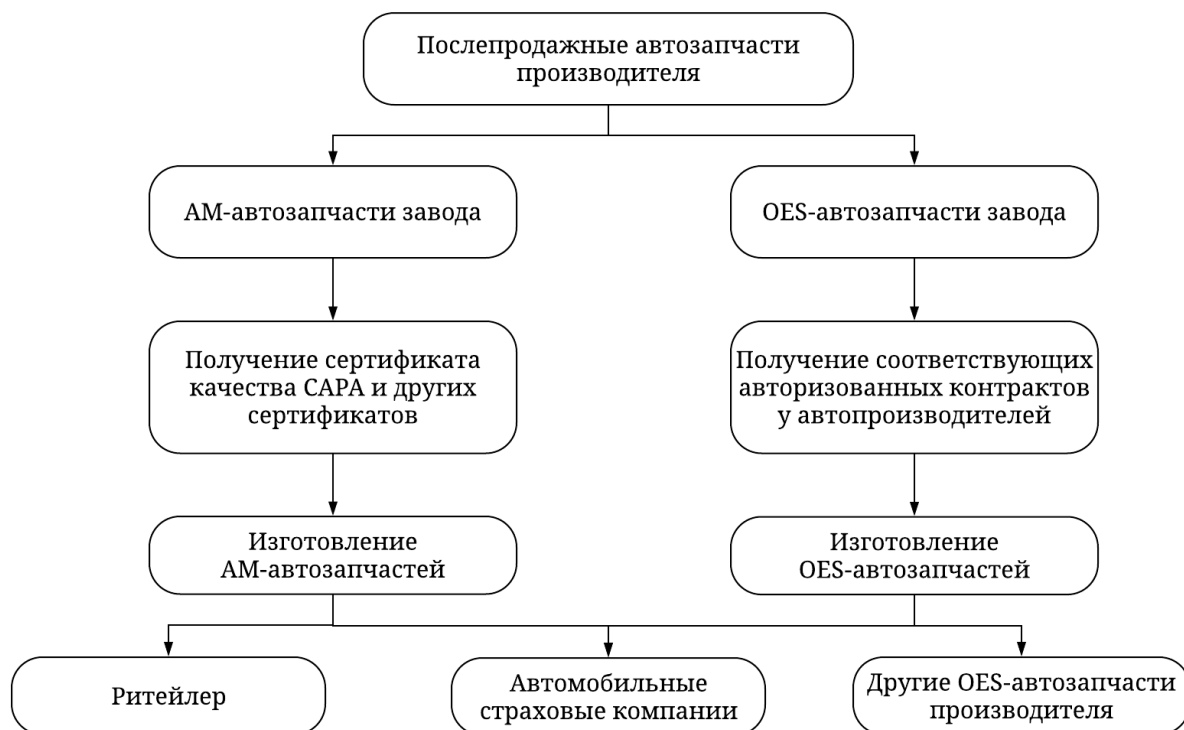 Послепродажные автозапчасти
производителя
АМ-автозапчасти завода
OES-автозапчасти завода
Получение сертификата
качества CAPA и других
сертификатов
Получение соответствующих
авторизованных контрактов
у автопроизводителей
Изготовление
АМ-автозапчастей
Изготовление
OES-автозапчастей
Ритейлер
Автомобильные
страховые компании
Другие OES-автозапчасти
производителя